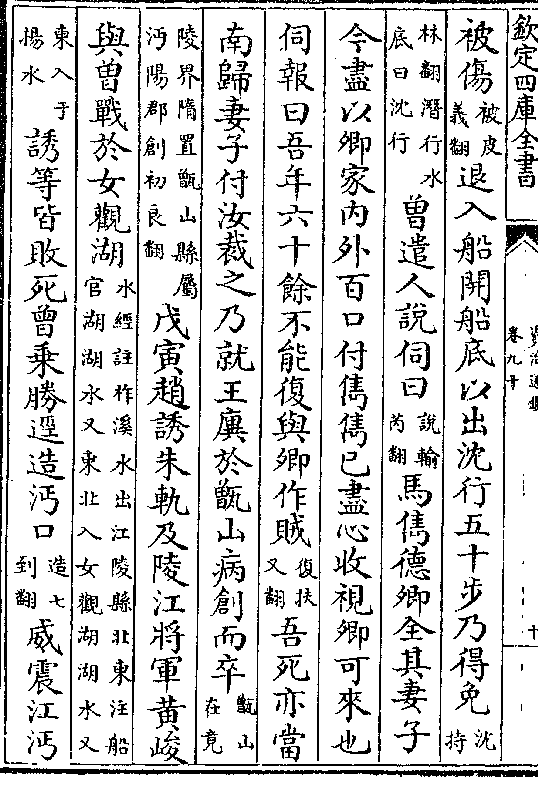 欽定四庫全書
卷九十
十
被傷被皮義翻退入船開船底以出沈行五十步乃得免沈持
林翻潛行水底曰沈行曾遣人說伺曰說輸芮翻馬儁德卿全其妻子
今盡以卿家內外百口付儁儁已盡心收視卿可來也
伺報曰吾年六十餘不能復與卿作賊復扶又翻吾死亦當
南歸妻子付汝裁之乃就王廙於甑山病創而卒甑山在竟
陵界隋置甑山縣屬沔陽郡創初良翻戊寅趙誘朱軌及陵江將軍黃峻
與曾戰於女觀湖水經註柞溪水出江陵縣北東注船官湖湖水又東北入女觀湖湖水又
東入于揚水誘等皆敗死曾乘勝逕造沔口造七到翻威震江沔